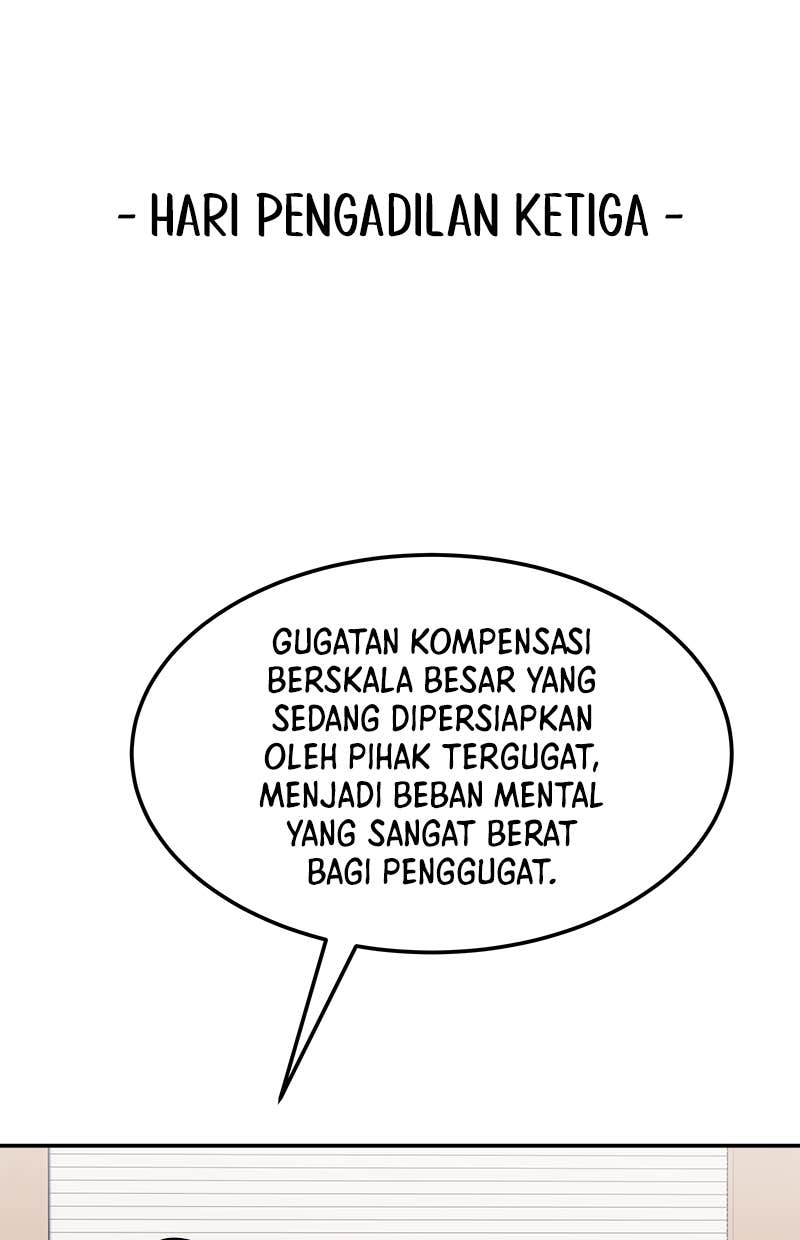 - HARI PENGADILAN KETIGA -
GUGATAN KOMPENSASI
BERSKALA BESAR YANG
SEDANG DIPERSIAPKAN
OLEH PIHAK TERGUGAT,
MENJADI BEBAN MENTAL
YANG SANGAT BERAT
BAGI PENGGUGAT.